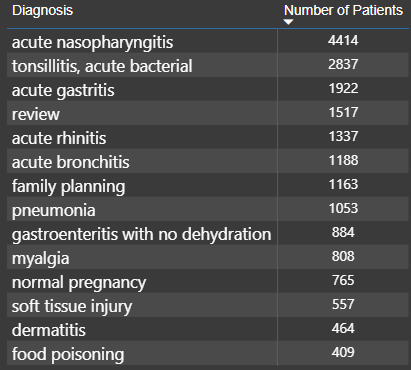 Diagnosis Number of Patients
acute nasopharyngitis 4414
tonsillitis, acute bacterial 2837
acute gastritis 1922
review 1517
acute rhinitis 1337
acute bronchitis 1188
family planning 1163
pneumonia 1053
gastroenteritis with no dehydration 884
myalgia 808
normal pregnancy 765
soft tissue injury 557
dermatitis 464
food poisoning 409